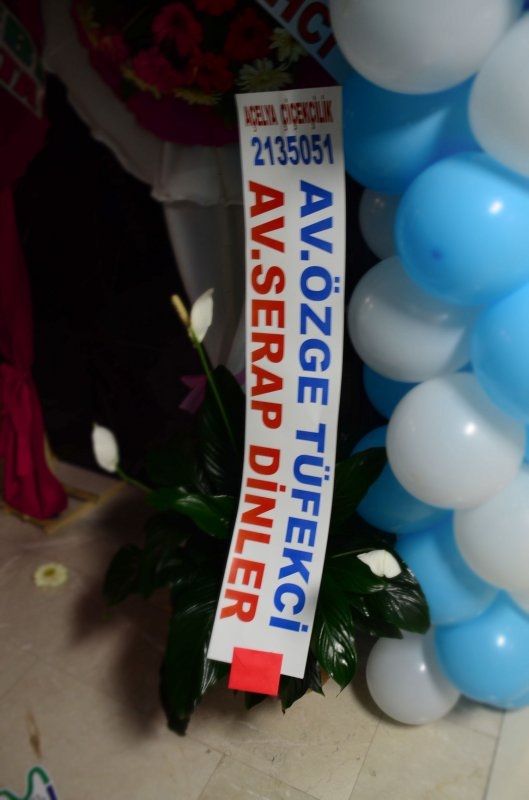 AÇELYA ÇİÇEKÇİLİK
2135051
AV.ÖZGE TÜFEKCİ
AV.SERAP DİNLER